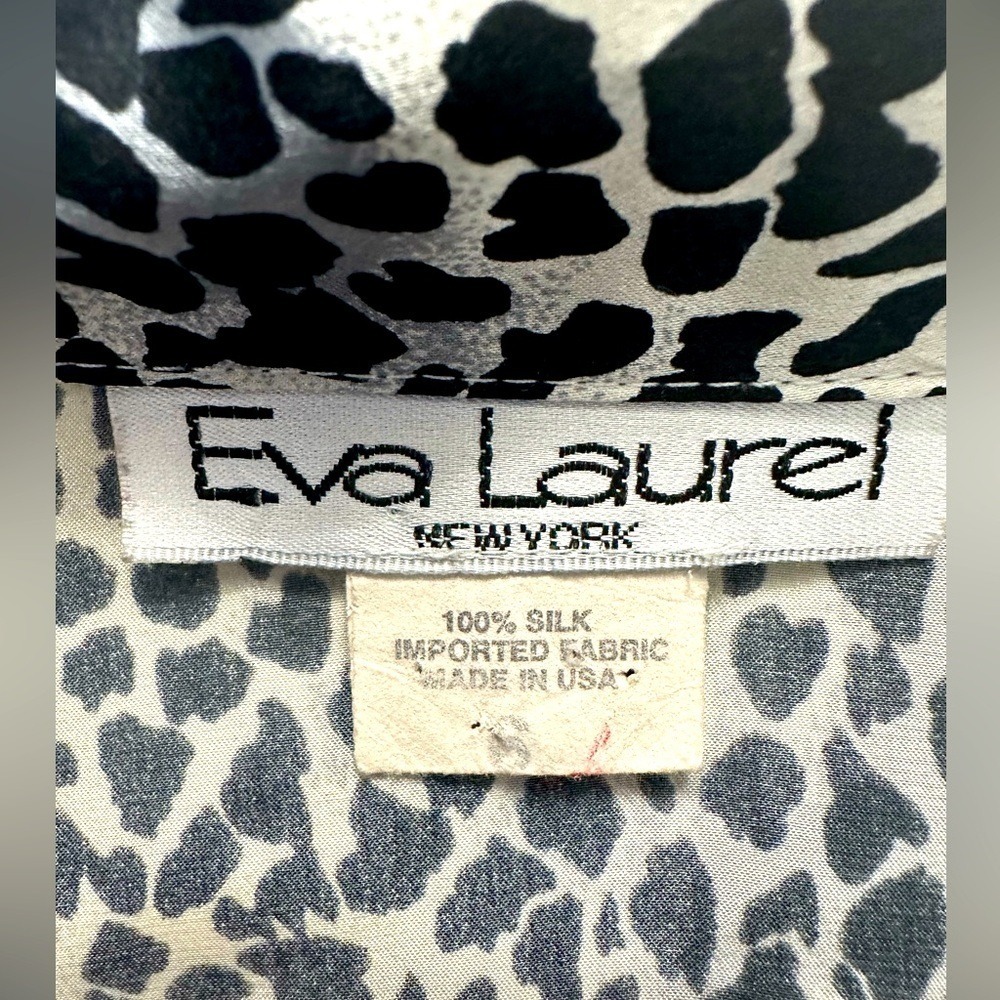 Eva Laurel
NEW YORK
100% SILK
IMPORTED FABRIC
MADE IN USA
S